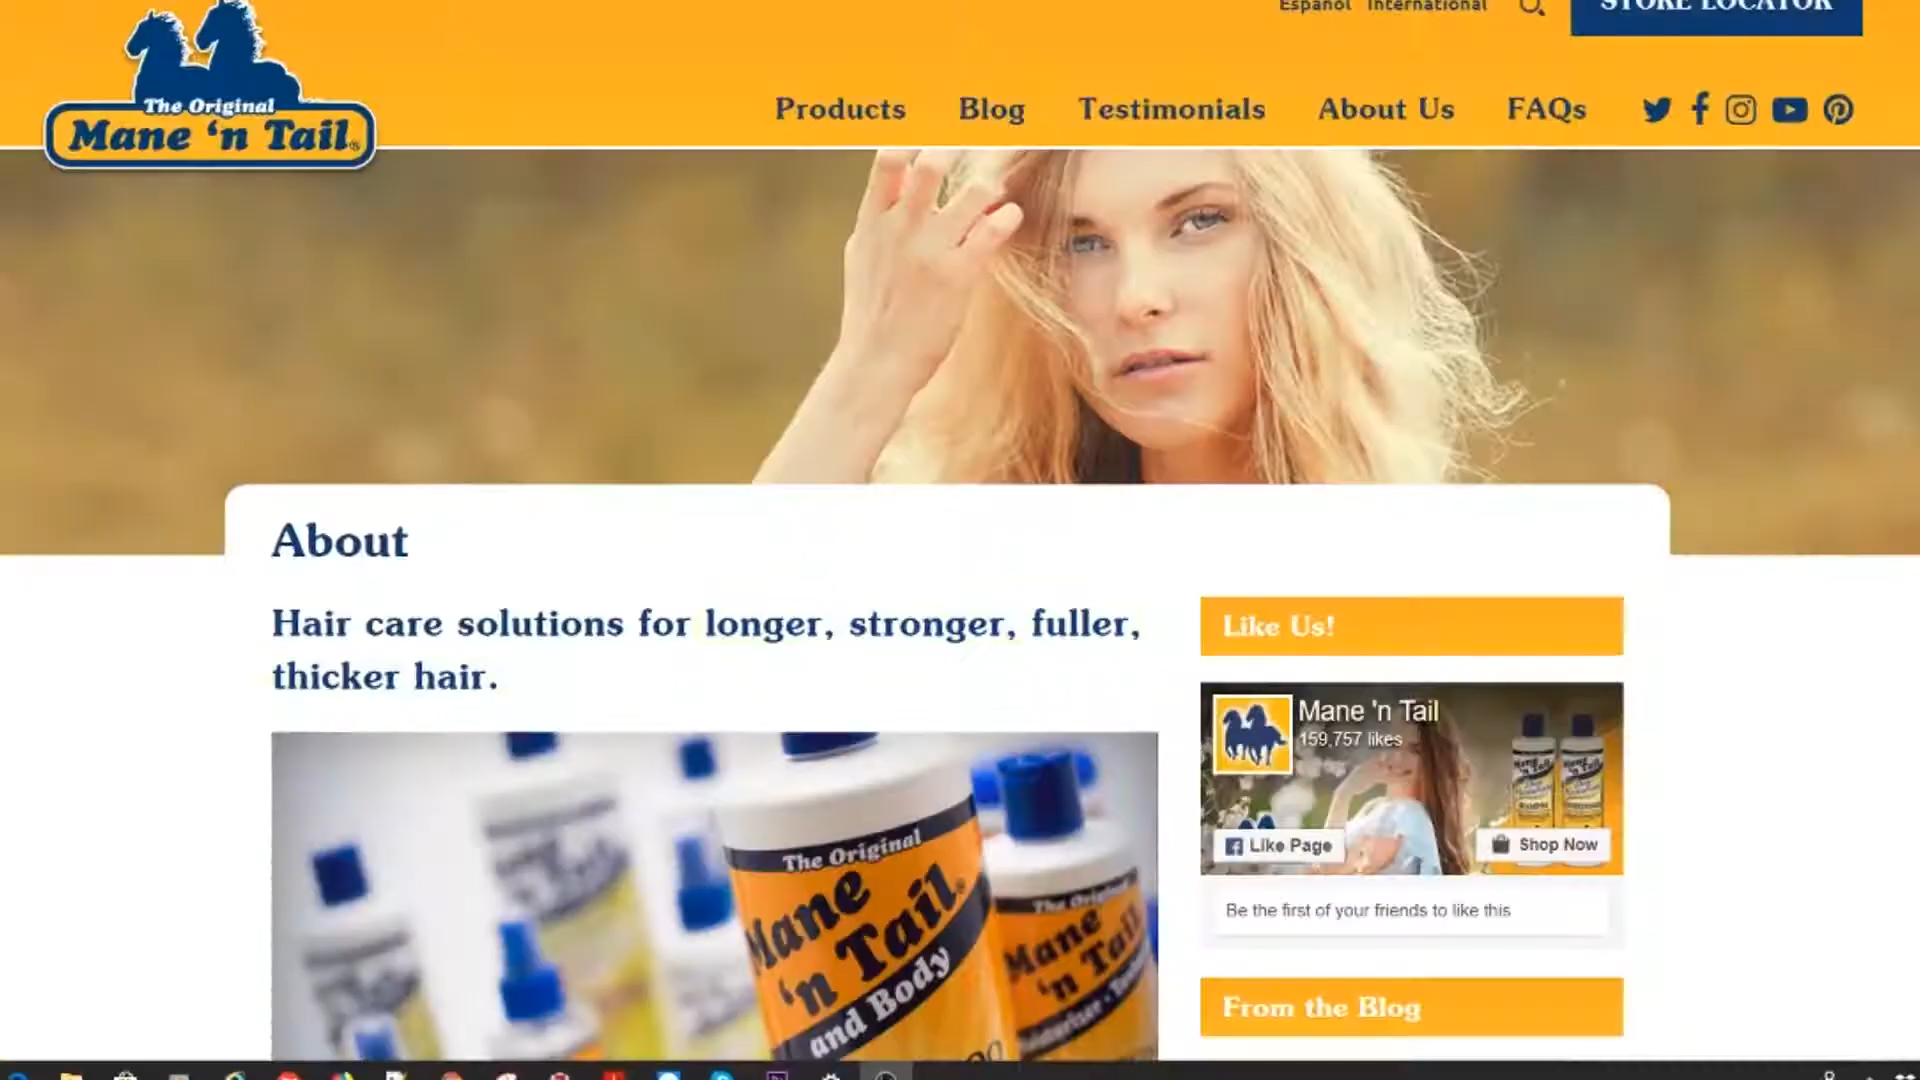 Español International
STORE LOCATOR
The Original
Mane 'n Tail®
Products Blog Testimonials About Us FAQs
About
Hair care solutions for longer, stronger, fuller,
thicker hair.
Like Us!
Mane 'n Tail
159,757 likes
Like Page
Shop Now
Be the first of your friends to like this
From the Blog
The Original
Mane
'n Tail
and Body
The Original
Mane
'n Tail